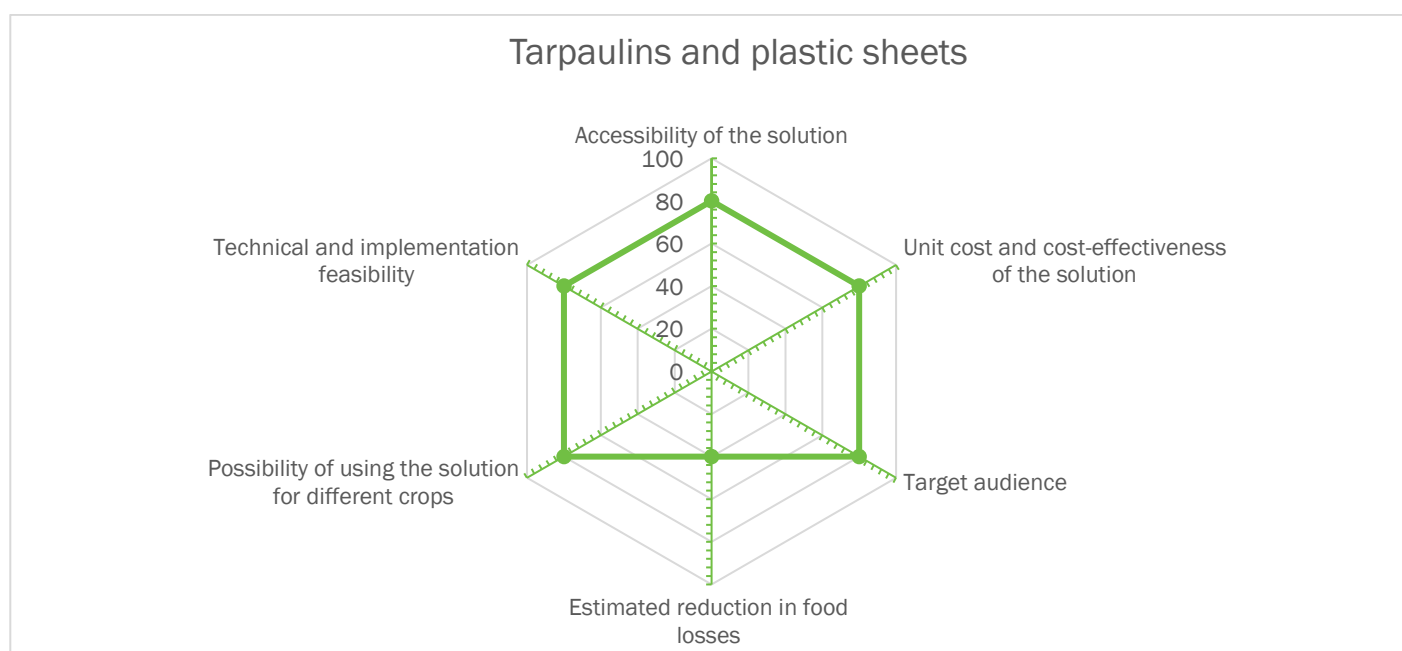 Tarpaulins and plastic sheets
Accessibility of the solution
100
80
60
40
20
0
Technical and implementation
feasibility
Unit cost and cost-effectiveness
of the solution
Possibility of using the solution
for different crops
Target audience
Estimated reduction in food
losses